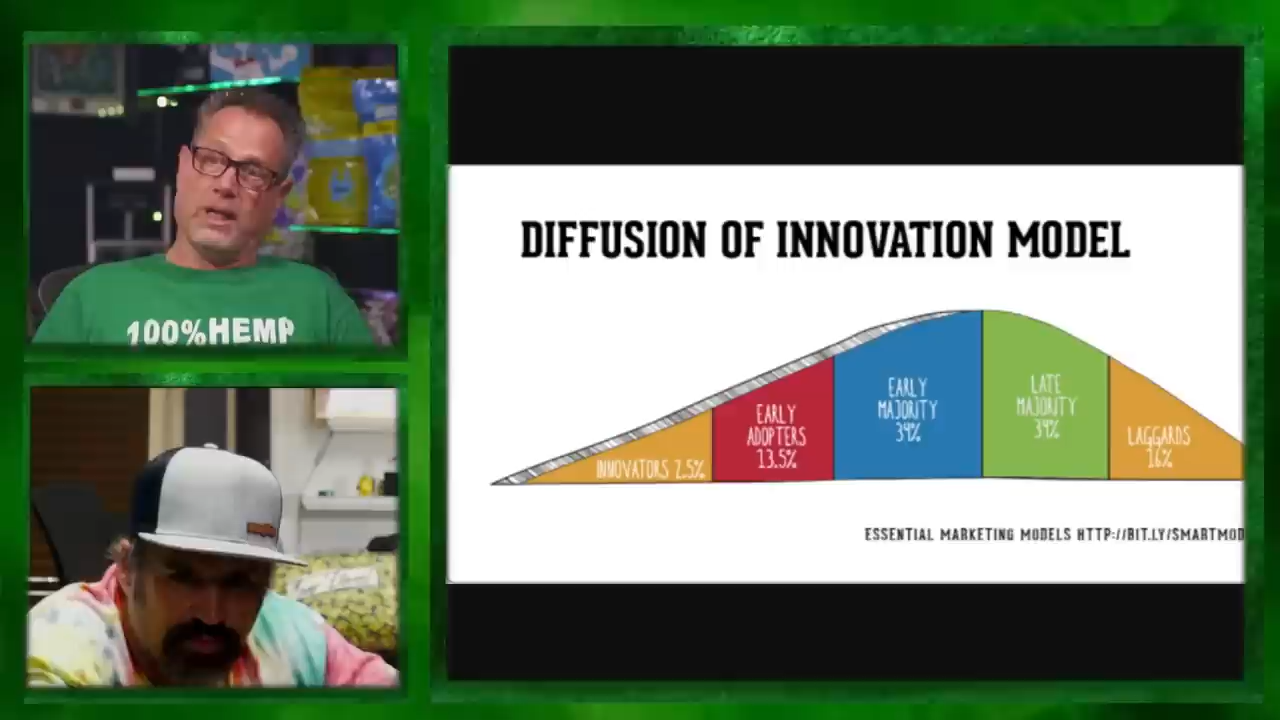 100%HEMP
DIFFUSION OF INNOVATION MODEL
INNOVATORS 2.5%
EARLY
ADOPTERS
13.5%
EARLY
MAJORITY
34%
LATE
MAJORITY
34%
LAGGARDS
16%
ESSENTIAL MARKETING MODELS HTTP://BIT.LY/SMARTMOD